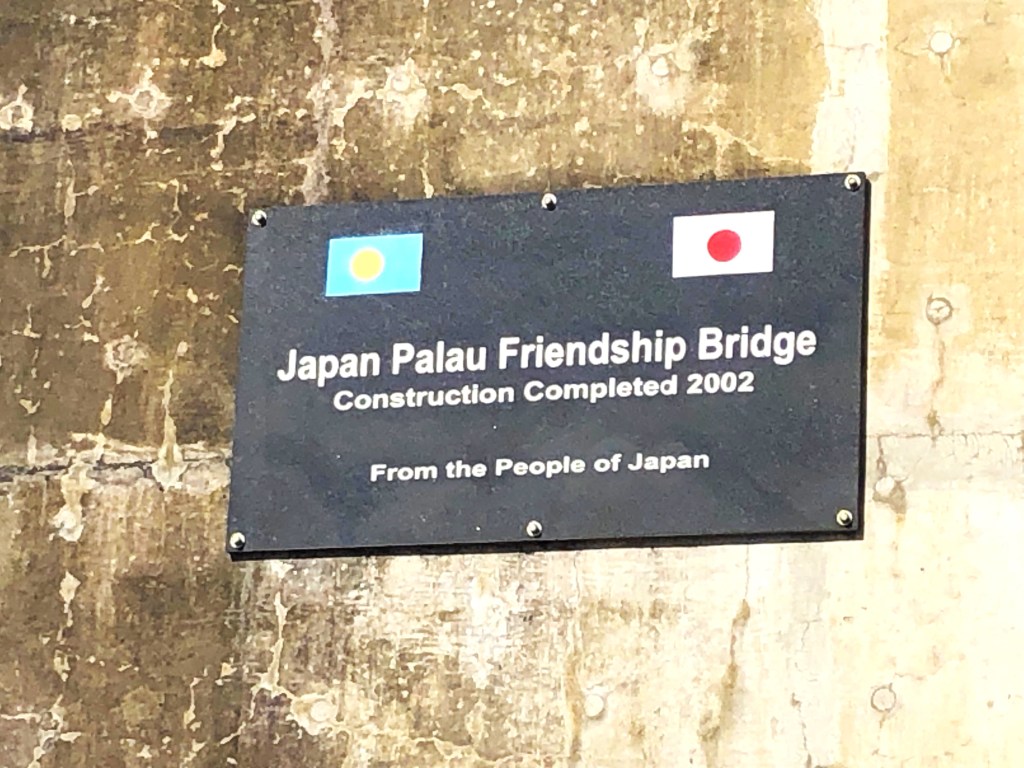 Japan Palau Friendship Bridge
Construction Completed 2002
From the People of Japan